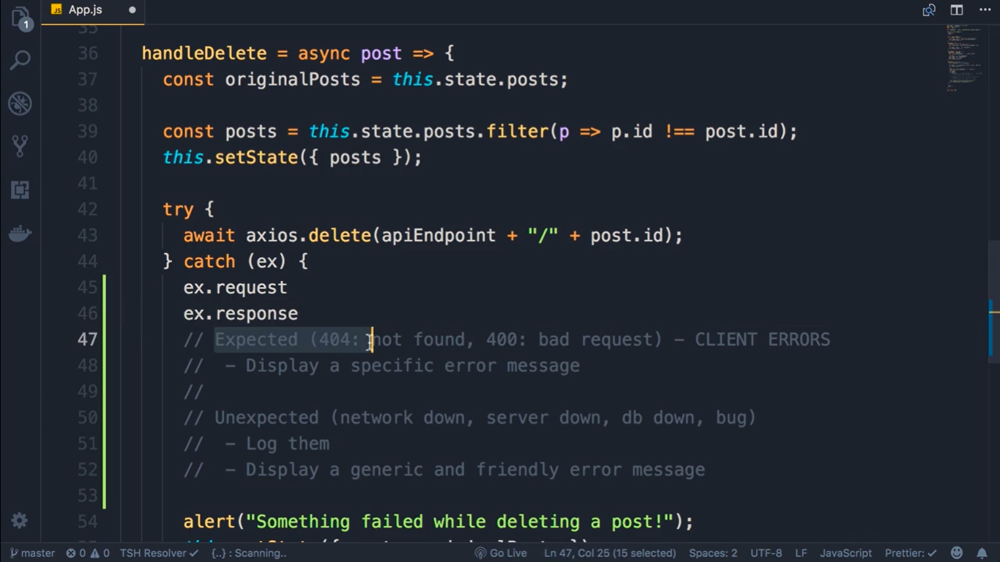 1
JS App.js
35
36 handleDelete = async post => {
37 const originalPosts = this.state.posts;
38
39 const posts = this.state.posts.filter(p => p.id !== post.id);
40 this.setState({ posts });
41
42 try {
43 await axios.delete(apiEndpoint + "/" + post.id);
44 } catch (ex) {
45 ex.request
46 ex.response
47 // Expected (404: not found, 400: bad request) - CLIENT ERRORS
48 // - Display a specific error message
49 //
50 // Unexpected (network down, server down, db down, bug)
51 // - Log them
52 // - Display a generic and friendly error message
53
54 alert("Something failed while deleting a post!");
master 0 0 TSH Resolver ✓ {..} : Scanning.. Go Live Ln 47, Col 25 (15 selected) Spaces: 2 UTF-8 LF JavaScript Prettier: ✓